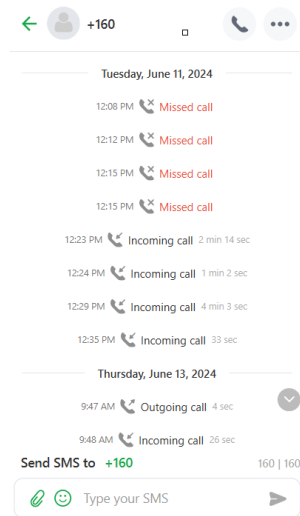 +160
Tuesday, June 11, 2024
12:08 PM Missed call
12:12 PM Missed call
12:15 PM Missed call
12:15 PM Missed call
12:23 PM Incoming call 2 min 14 sec
12:24 PM Incoming call 1 min 2 sec
12:29 PM Incoming call 4 min 3 sec
12:35 PM Incoming call 33 sec
Thursday, June 13, 2024
9:47 AM Outgoing call 4 sec
9:48 AM Incoming call 26 sec
Send SMS to +160 160 | 160
Type your SMS